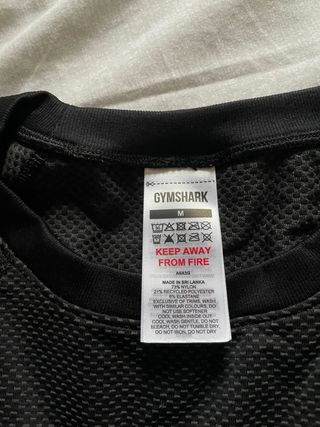 GYMSHARK
M
KEEP AWAY
FROM FIRE
A6A3G
MADE IN SRI LANKA
73% NYLON
21% RECYCLED POLYESTER
6% ELASTANE
EXCLUSIVE OF TRIMS, WASH
WITH SIMILAR COLOURS, DO
NOT USE SOFTENER
COOL WASH INSIDE OUT
COOL WASH GENTLE, DO NOT
BLEACH, DO NOT TUMBLE DRY,
DO NOT IRON, DO NOT DRY